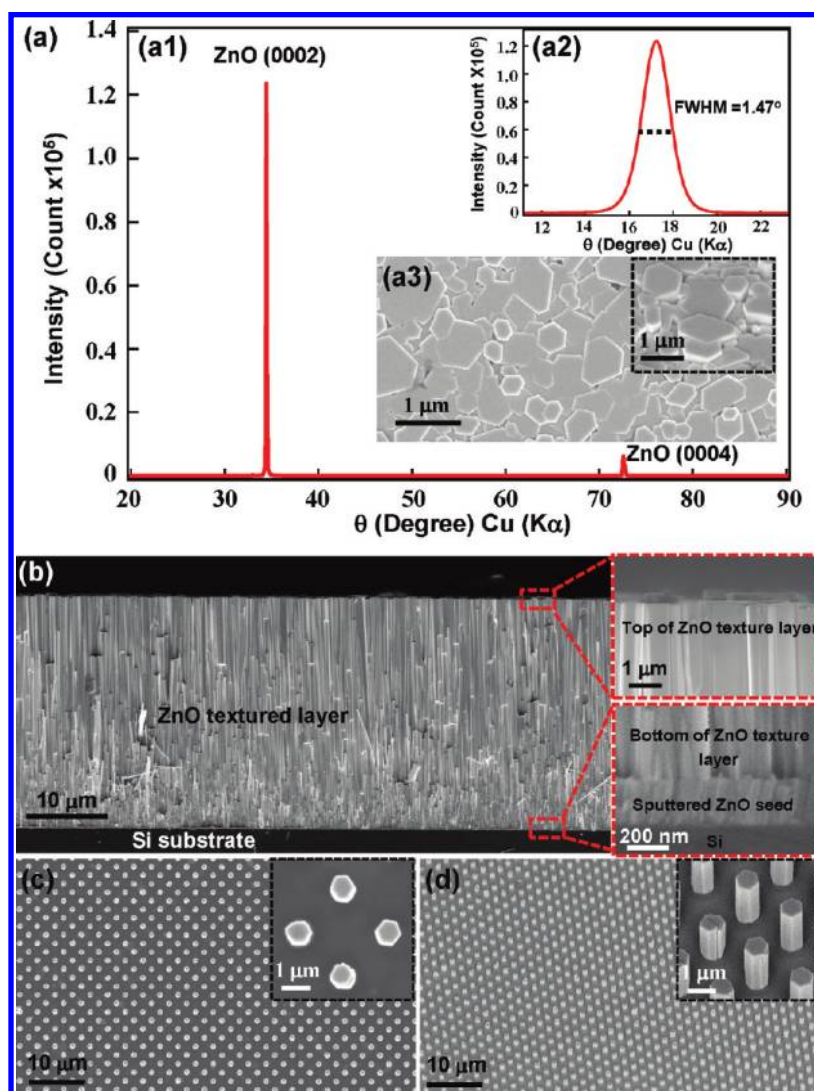 (a)
(a1)
ZnO (0002)
Intensity (Count x10⁵)
1.4
1.2
1.0
0.8
0.6
0.4
0.2
0
20 30 40 50 60 70 80 90
θ (Degree) Cu (Kα)
ZnO (0004)
(a2)
Intensity (Count X10⁵)
1.2
1.0
0.8
0.6
0.4
0.2
0
FWHM =1.47°
12 14 16 18 20 22
θ (Degree) Cu (Kα)
(a3)
1 μm
1 μm
(b)
ZnO textured layer
10 μm
Si substrate
Top of ZnO texture layer
1 μm
Bottom of ZnO texture
layer
Sputtered ZnO seed
200 nm
Si
(c)
1 μm
10 μm
(d)
1 μm
10 μm